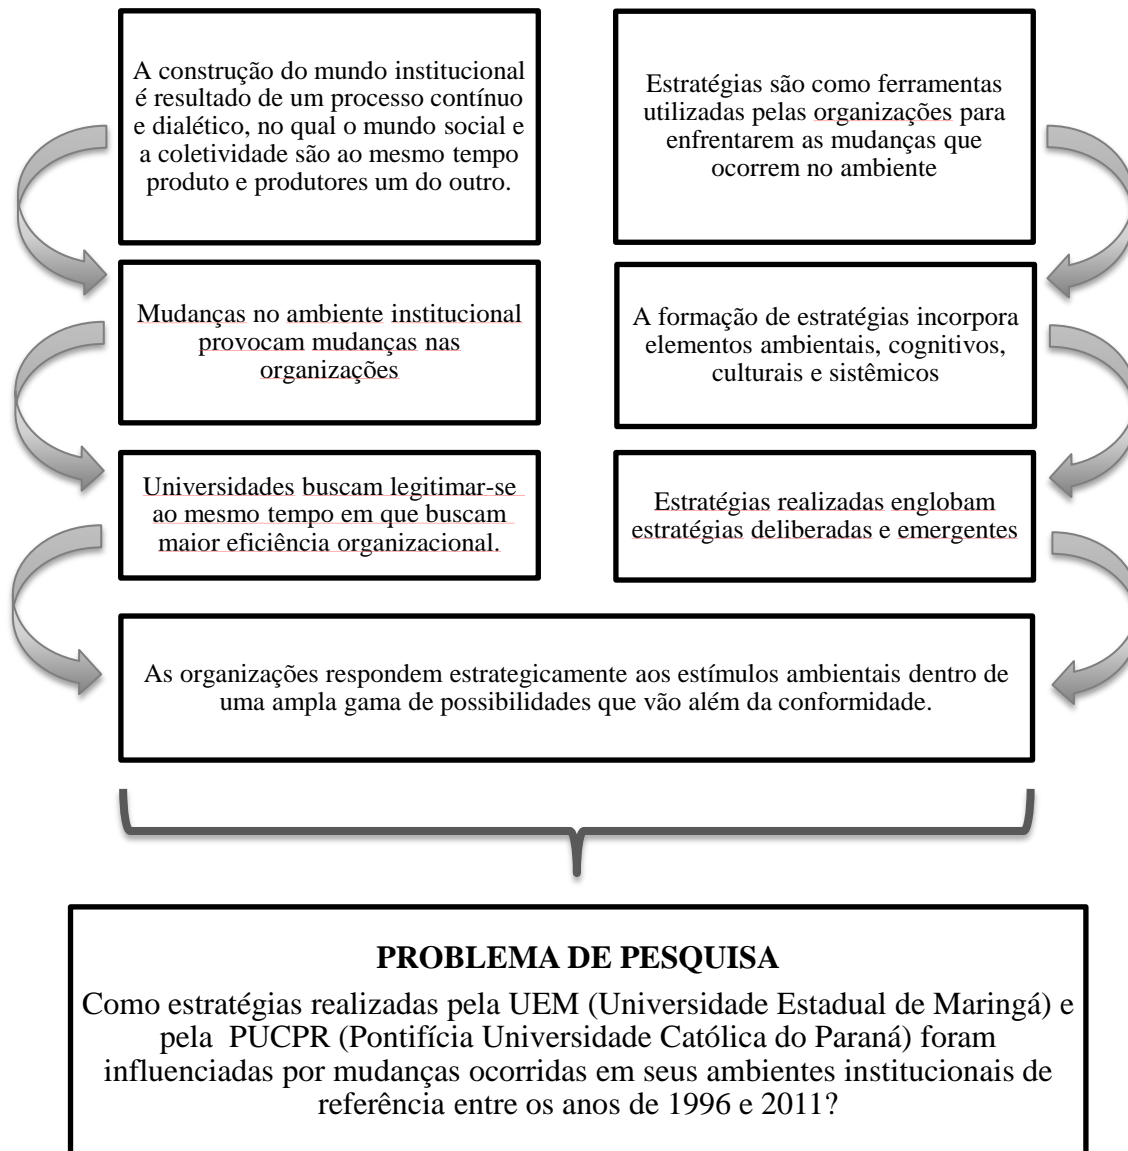 A construção do mundo institucional
é resultado de um processo contínuo
e dialético, no qual o mundo social e
a coletividade são ao mesmo tempo
produto e produtores um do outro.
Estratégias são como ferramentas
utilizadas pelas organizações para
enfrentarem as mudanças que
ocorrem no ambiente
Mudanças no ambiente institucional
provocam mudanças nas
organizações
A formação de estratégias incorpora
elementos ambientais, cognitivos,
culturais e sistêmicos
Universidades buscam legitimar-se
ao mesmo tempo em que buscam
maior eficiência organizacional.
Estratégias realizadas englobam
estratégias deliberadas e emergentes
As organizações respondem estrategicamente aos estímulos ambientais dentro de
uma ampla gama de possibilidades que vão além da conformidade.
PROBLEMA DE PESQUISA
Como estratégias realizadas pela UEM (Universidade Estadual de Maringá) e
pela PUCPR (Pontifícia Universidade Católica do Paraná) foram
influenciadas por mudanças ocorridas em seus ambientes institucionais de
referência entre os anos de 1996 e 2011?